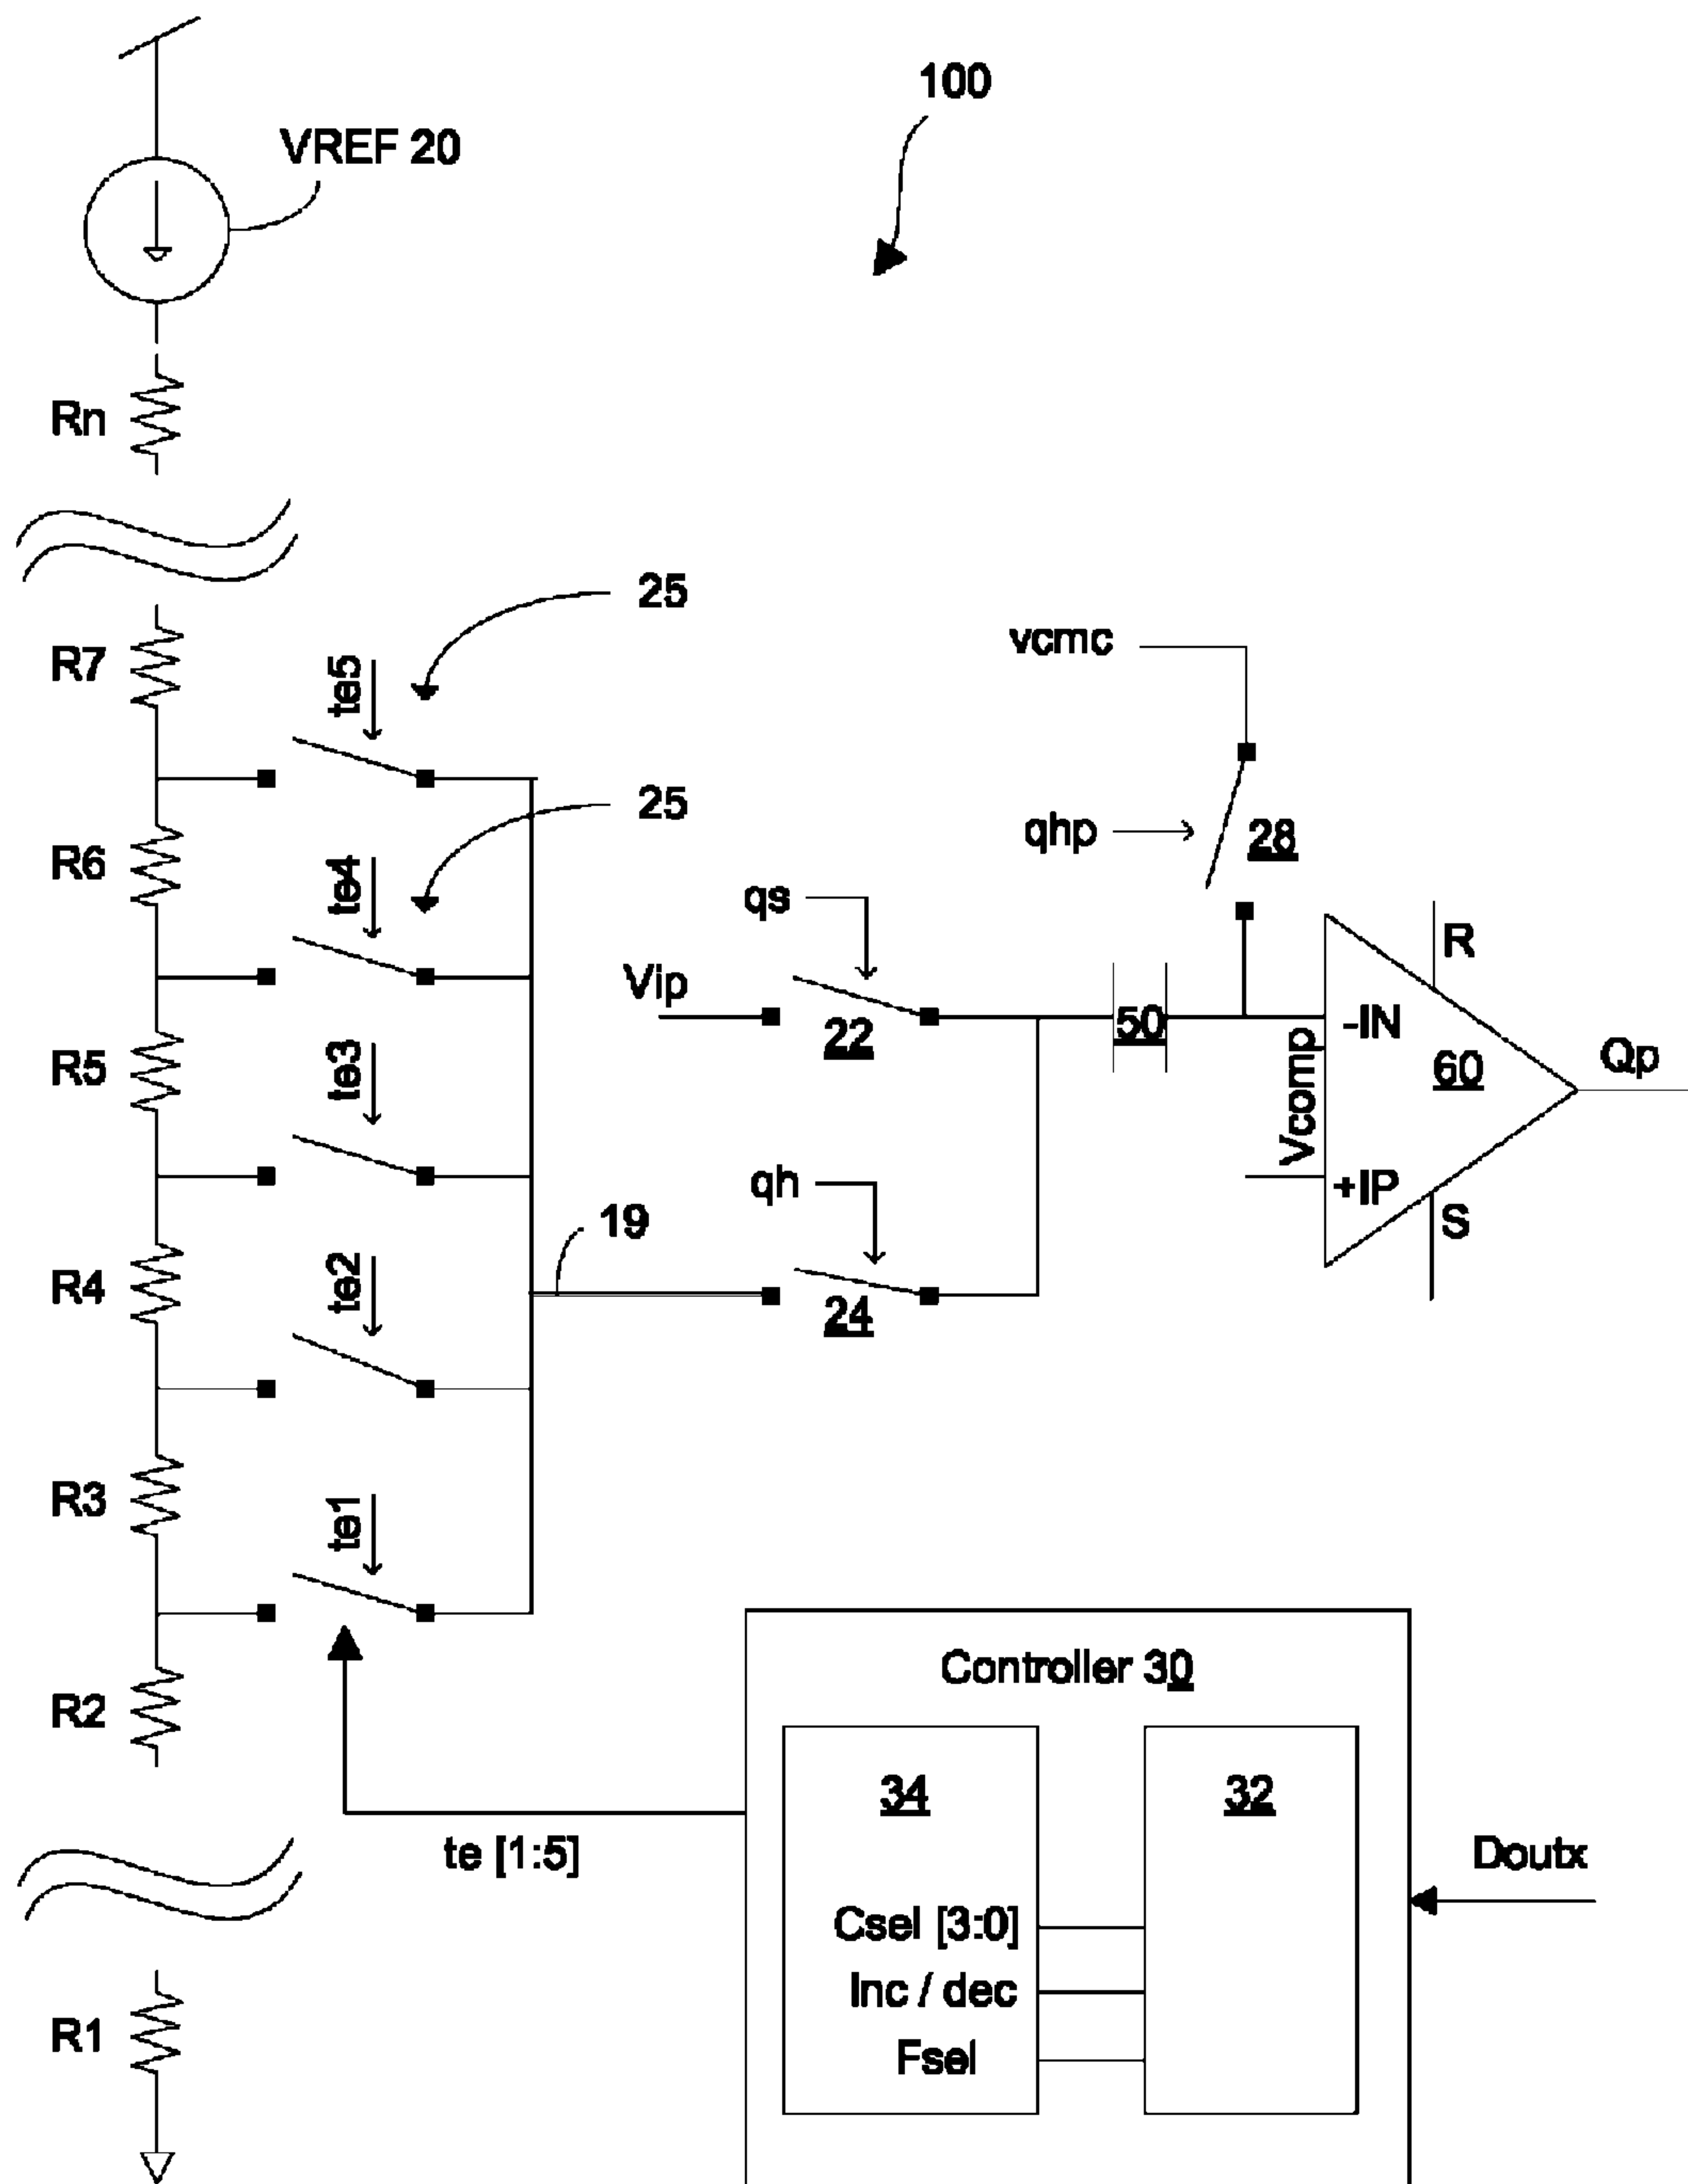 100
VREF 20
Rn
25
R7
te5
vcmc
25
R6
te4
qhp
28
qs
R
Vip
22
50
-IN
R5
te3
Vcomp
60
Qp
qh
+IP
19
S
R4
te2
24
R3
te1
Controller 30
R2
34
32
te [1:5]
Doutx
Csel [3:0]
Inc / dec
R1
Fsel